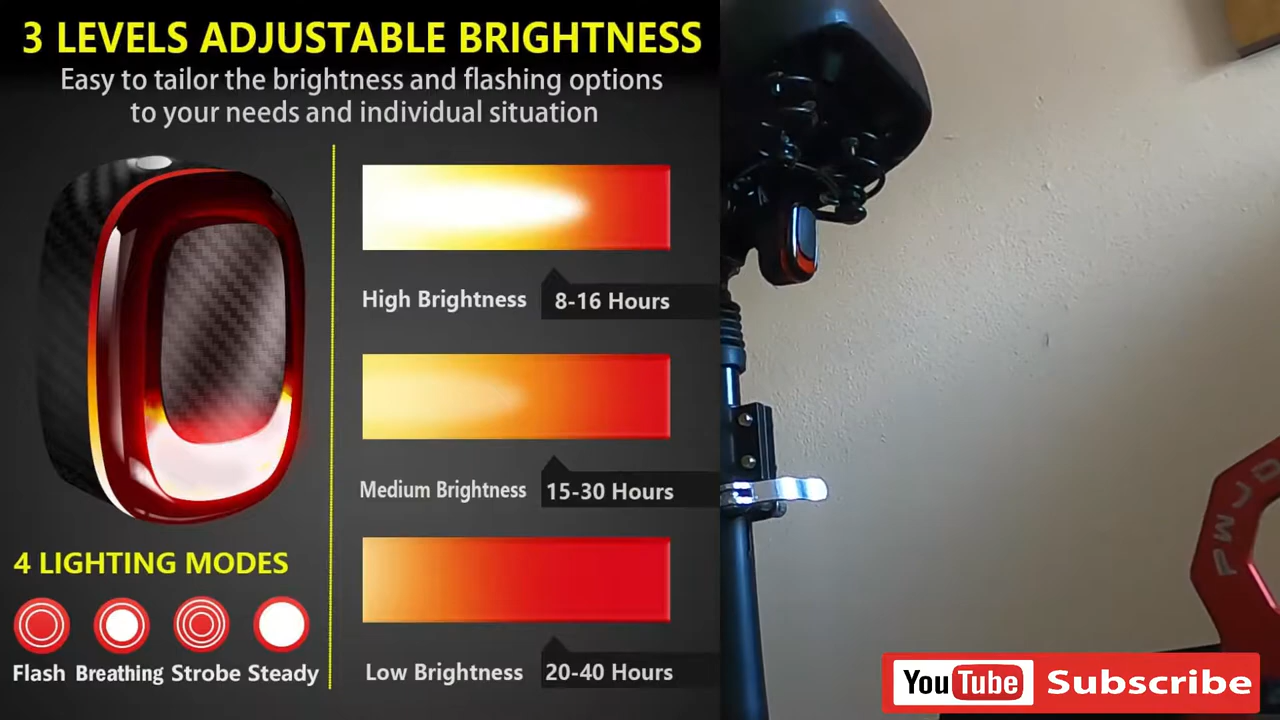 3 LEVELS ADJUSTABLE BRIGHTNESS
Easy to tailor the brightness and flashing options
to your needs and individual situation
High Brightness 8-16 Hours
Medium Brightness 15-30 Hours
Low Brightness 20-40 Hours
4 LIGHTING MODES
Flash Breathing Strobe Steady
PWJD
YouTube Subscribe